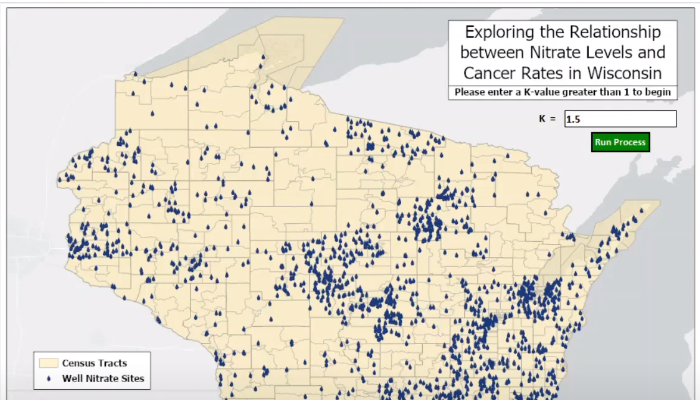 Exploring the Relationship
between Nitrate Levels and
Cancer Rates in Wisconsin
Please enter a K-value greater than 1 to begin
K = 1.5
Run Process
Census Tracts
Well Nitrate Sites